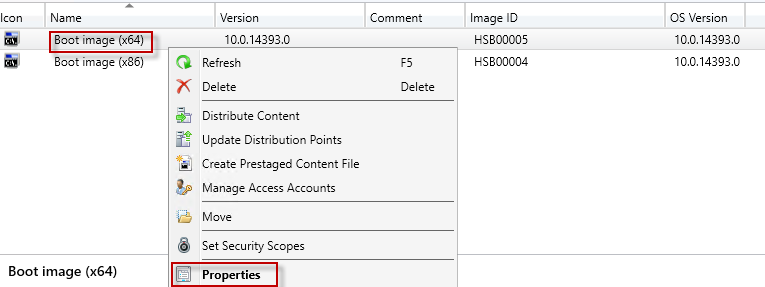 Icon Name Version Comment Image ID OS Version
Boot image (x64) 10.0.14393.0 HSB00005 10.0.14393.0
Boot image (x86) HSB00004 10.0.14393.0
Refresh F5
Delete Delete
Distribute Content
Update Distribution Points
Create Prestaged Content File
Manage Access Accounts
Move
Set Security Scopes
Boot image (x64)
Properties